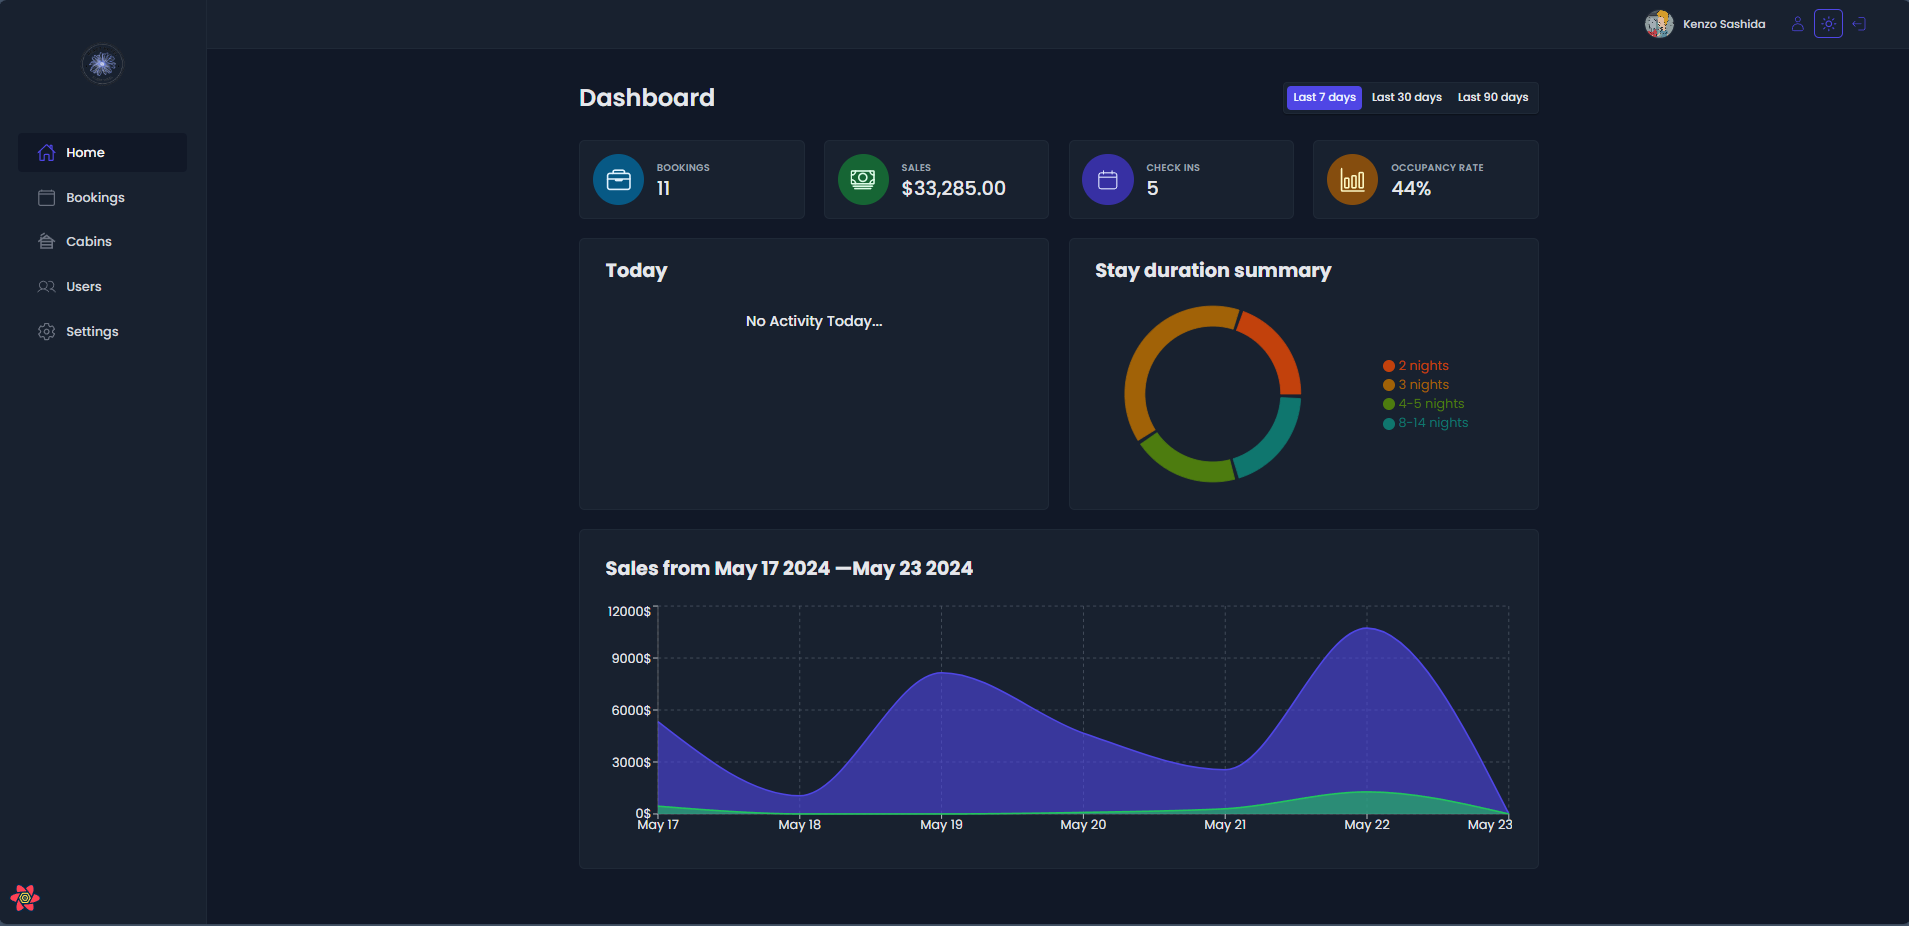 Kenzo Sashida
Home
Bookings
Cabins
Users
Settings
Dashboard
Last 7 days Last 30 days Last 90 days
BOOKINGS
11
SALES
$33,285.00
CHECK INS
5
OCCUPANCY RATE
44%
Today
No Activity Today...
Stay duration summary
2 nights
3 nights
4-5 nights
8-14 nights
Sales from May 17 2024 —May 23 2024
12000$
9000$
6000$
3000$
0$
May 17 May 18 May 19 May 20 May 21 May 22 May 23